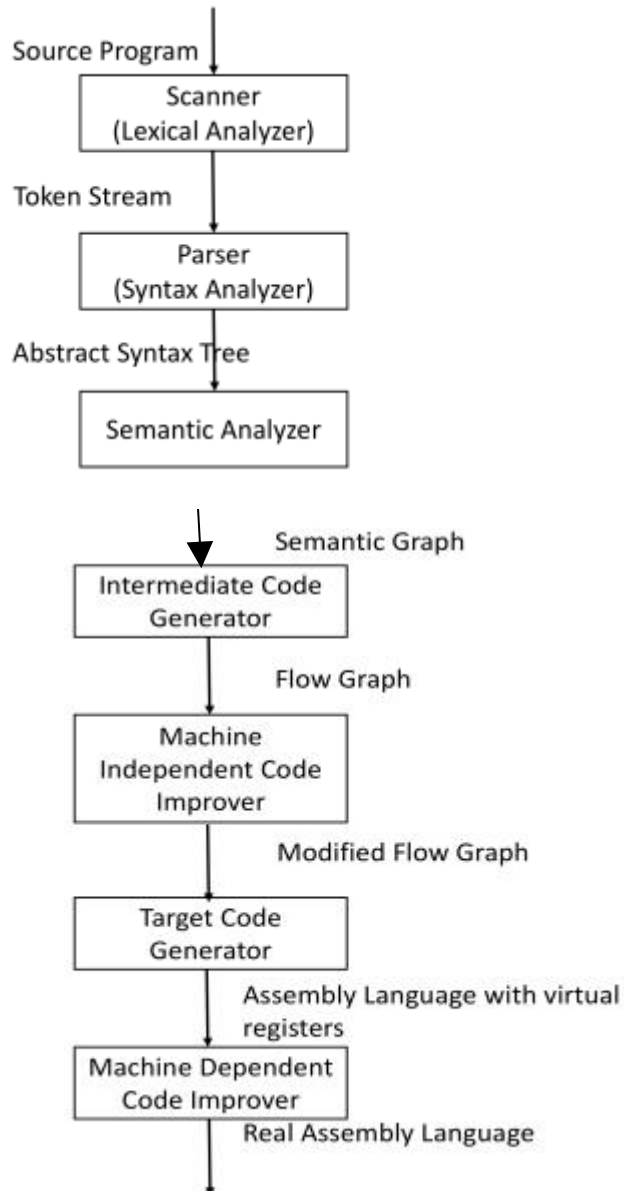 Source Program
Scanner
(Lexical Analyzer)
Token Stream
Parser
(Syntax Analyzer)
Abstract Syntax Tree
Semantic Analyzer
Semantic Graph
Intermediate Code
Generator
Flow Graph
Machine
Independent Code
Improver
Modified Flow Graph
Target Code
Generator
Assembly Language with virtual
registers
Machine Dependent
Code Improver
Real Assembly Language